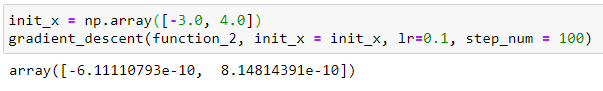 init_x = np.array([-3.0, 4.0])
gradient_descent(function_2, init_x = init_x, lr=0.1, step_num = 100)
array([-6.11110793e-10,  8.14814391e-10])